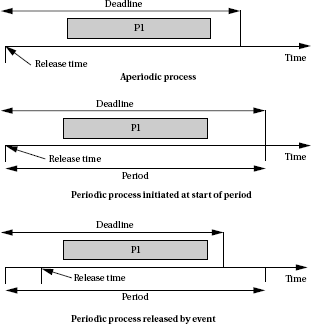 Deadline
P1
Release time
Time
Aperiodic process
Deadline
P1
Release time
Time
Period
Periodic process initiated at start of period
Deadline
P1
Release time
Time
Period
Periodic process released by event